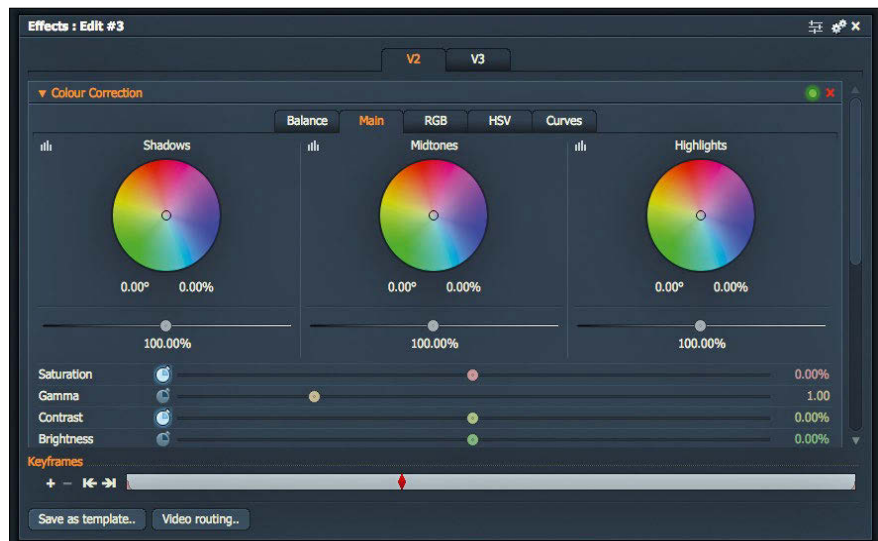 Effects : Edit #3
V2 V3
Colour Correction
Balance Main RGB HSV Curves
Shadows Midtones Highlights
0.00° 0.00% 0.00° 0.00% 0.00° 0.00%
100.00% 100.00% 100.00%
Saturation 0.00%
Gamma 1.00
Contrast 0.00%
Brightness 0.00%
Keyframes
Save as template.. Video routing..